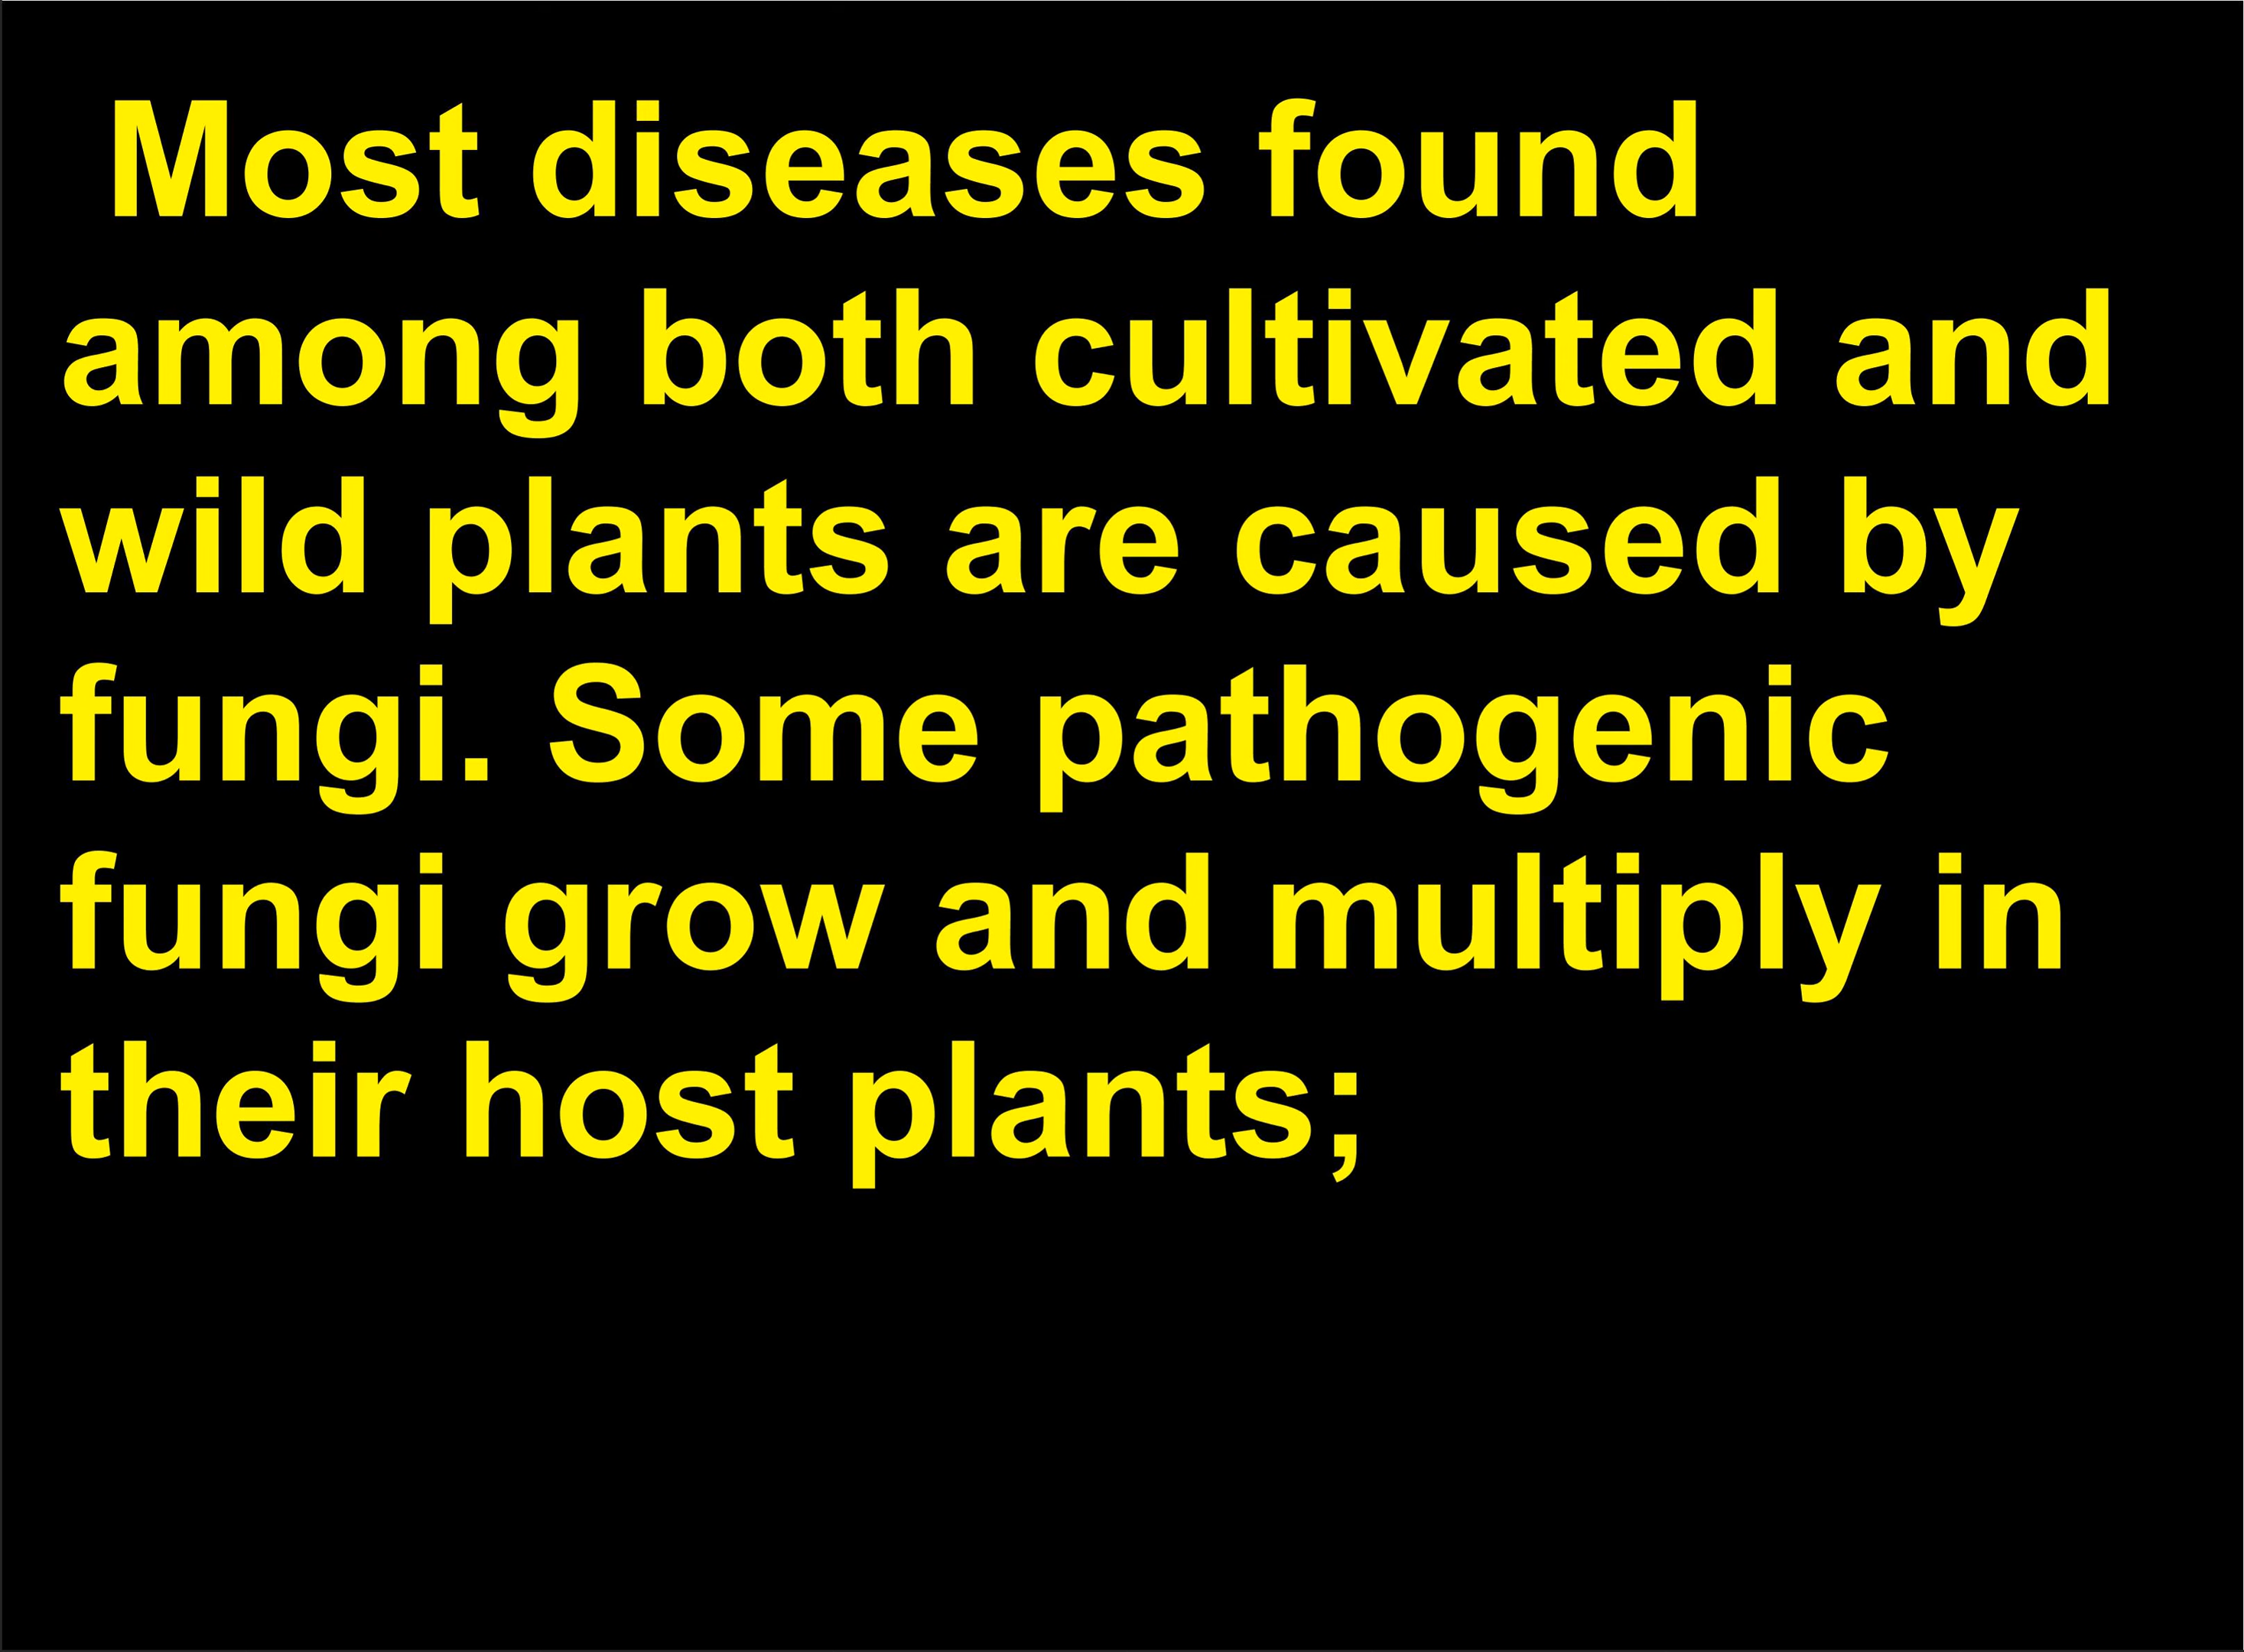 Most diseases found
among both cultivated and
wild plants are caused by
fungi. Some pathogenic
fungi grow and multiply in
their host plants;